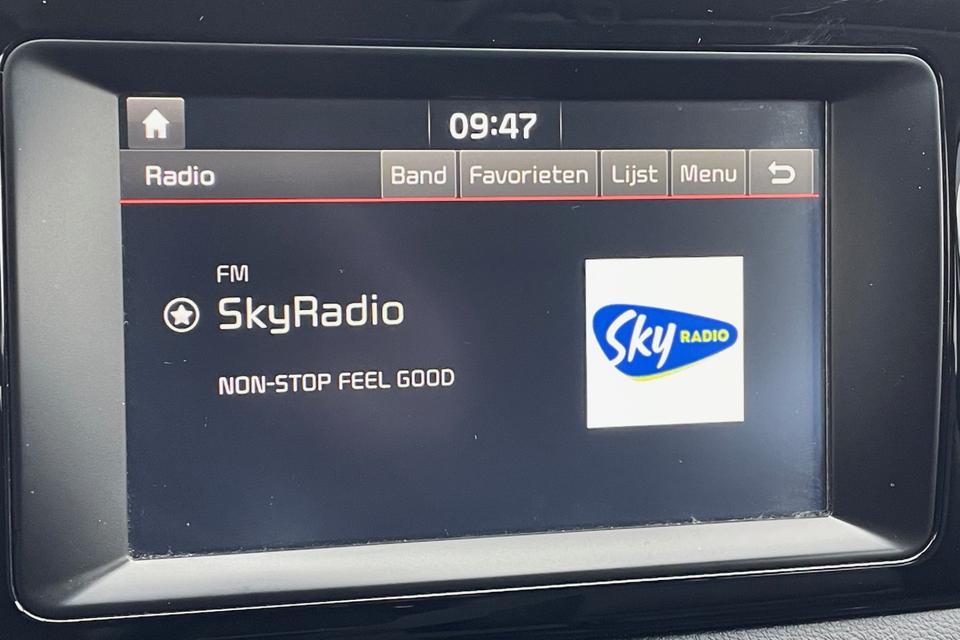 09:47
Radio Band Favorieten Lijst Menu
FM
SkyRadio
NON-STOP FEEL GOOD
Sky RADIO